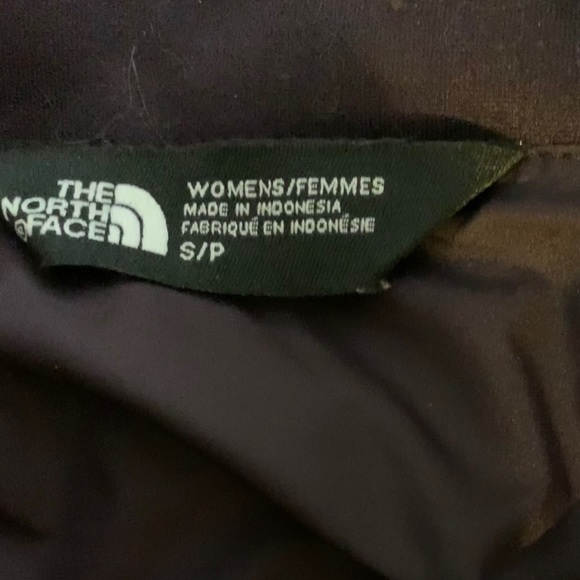 THE
NORTH
FACE
WOMENS/FEMMES
MADE IN INDONESIA
FABRIQUÉ EN INDONÉSIE
S/P